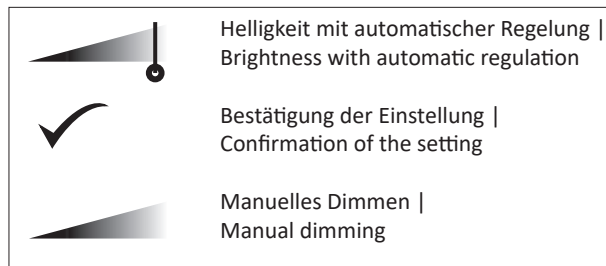 Helligkeit mit automatischer Regelung |
Brightness with automatic regulation
Bestätigung der Einstellung |
Confirmation of the setting
Manuelles Dimmen |
Manual dimming